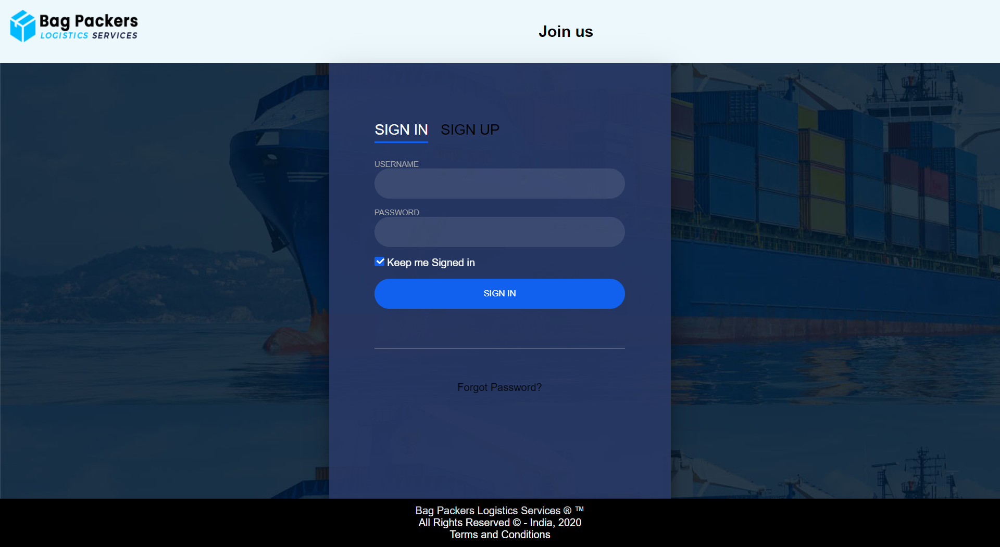 Bag Packers
LOGISTICS SERVICES
Join us
SIGN IN SIGN UP
USERNAME
PASSWORD
Keep me Signed in
SIGN IN
Forgot Password?
Bag Packers Logistics Services ® ™
All Rights Reserved © - India, 2020
Terms and Conditions